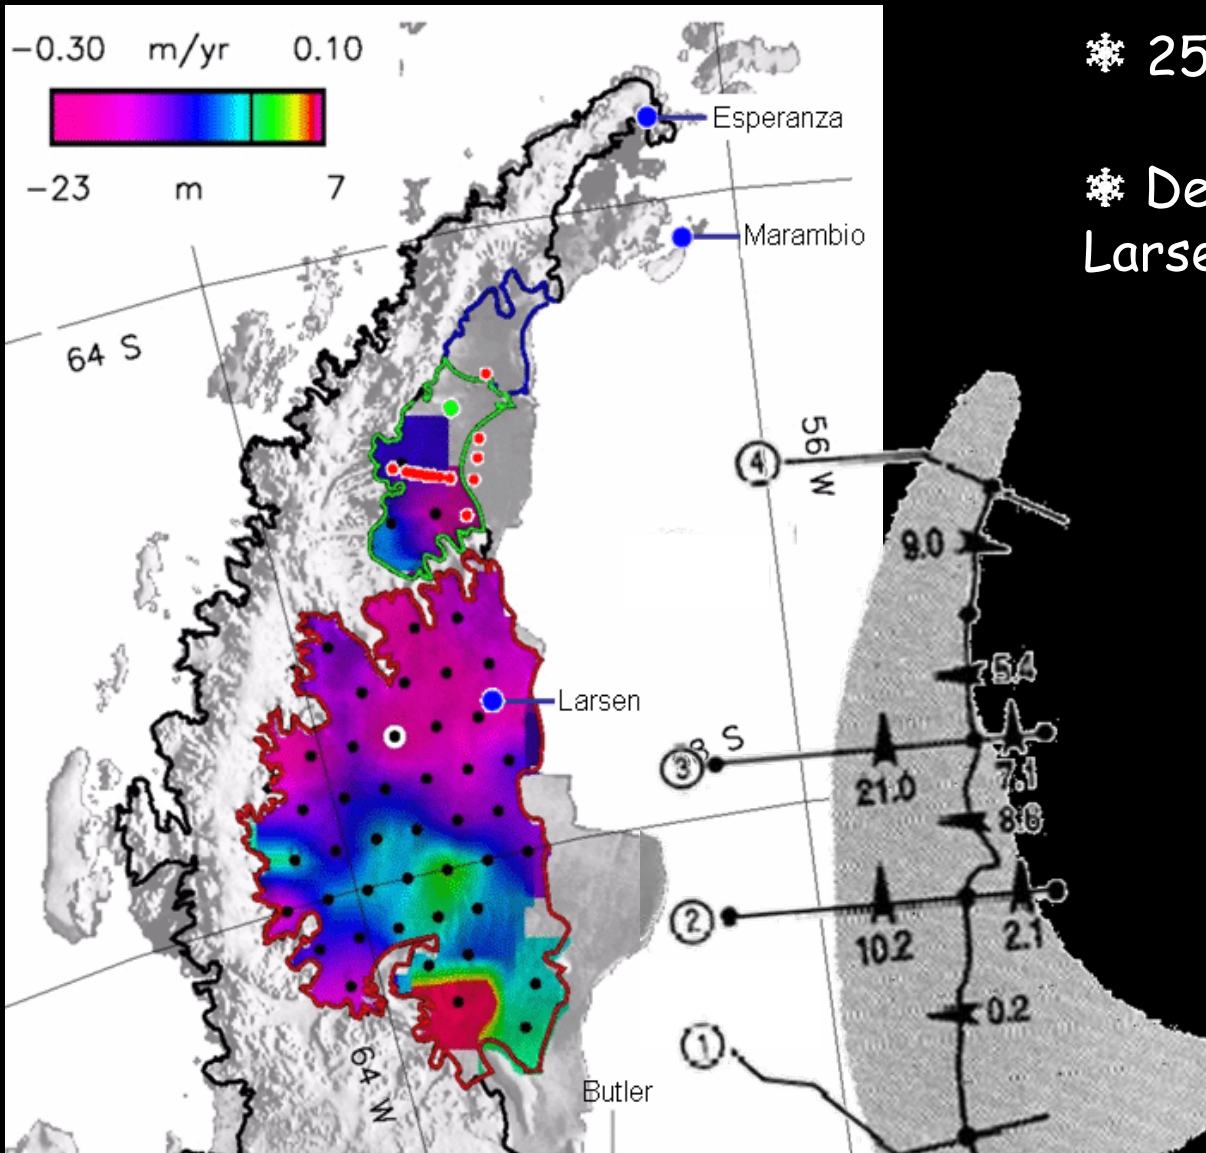 −0.30 m/yr 0.10
−23 m 7
Esperanza
Marambio
64 S
56 W
Larsen
8 S
64 W
Butler
4
9.0
5.4
3
21.0
7.1
8.6
2
10.2
2.1
0.2
1
❄ 25
❄ De
Larse